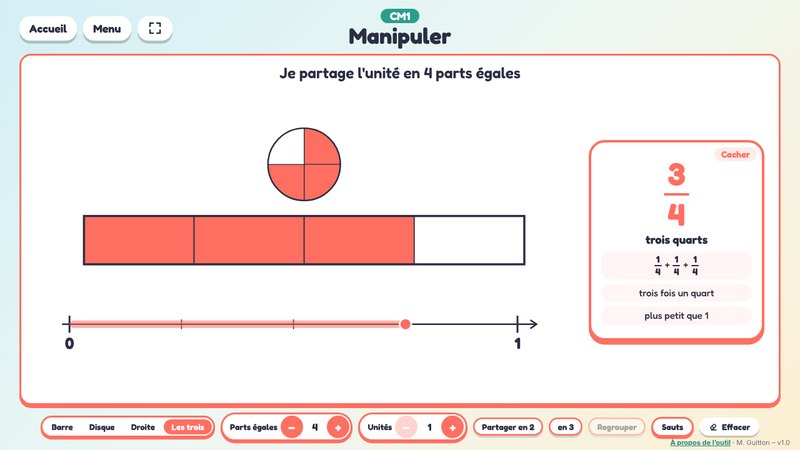 Accueil
Menu
CM1
Manipuler
Je partage l'unité en 4 parts égales
Cacher
3
4
trois quarts
1/4 + 1/4 + 1/4
trois fois un quart
plus petit que 1
0
1
Barre
Disque
Droite
Les trois
Parts égales
−
4
+
Unités
−
1
+
Partager en 2
en 3
Regrouper
Sauts
Effacer
À propos de l'outil · M. Guitton – v1.0